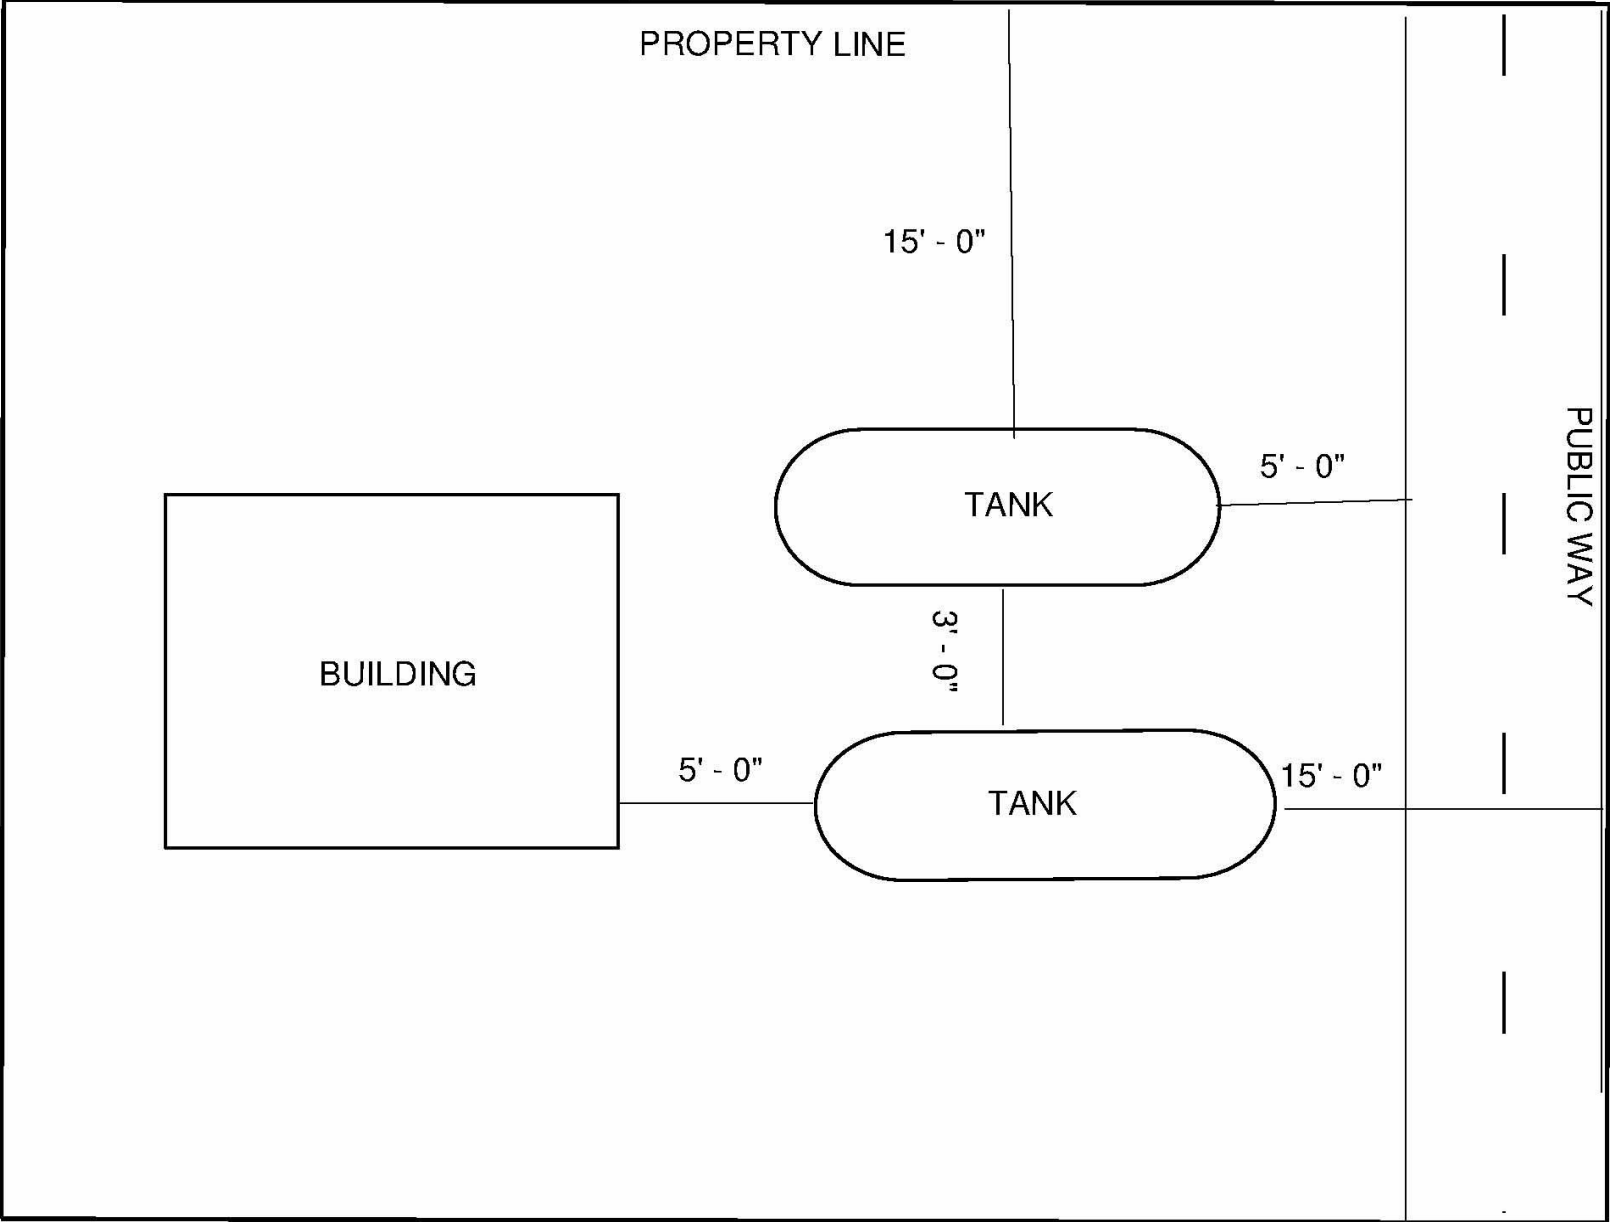 PROPERTY LINE
15' - 0"
5' - 0"
TANK
PUBLIC WAY
3' - 0"
BUILDING
5' - 0"
15' - 0"
TANK